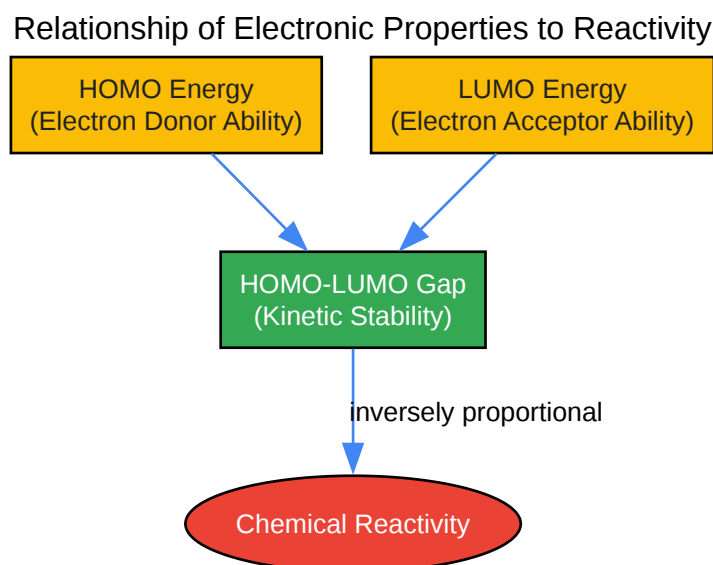 Relationship of Electronic Properties to Reactivity
HOMO Energy
(Electron Donor Ability)
LUMO Energy
(Electron Acceptor Ability)
HOMO-LUMO Gap
(Kinetic Stability)
inversely proportional
Chemical Reactivity